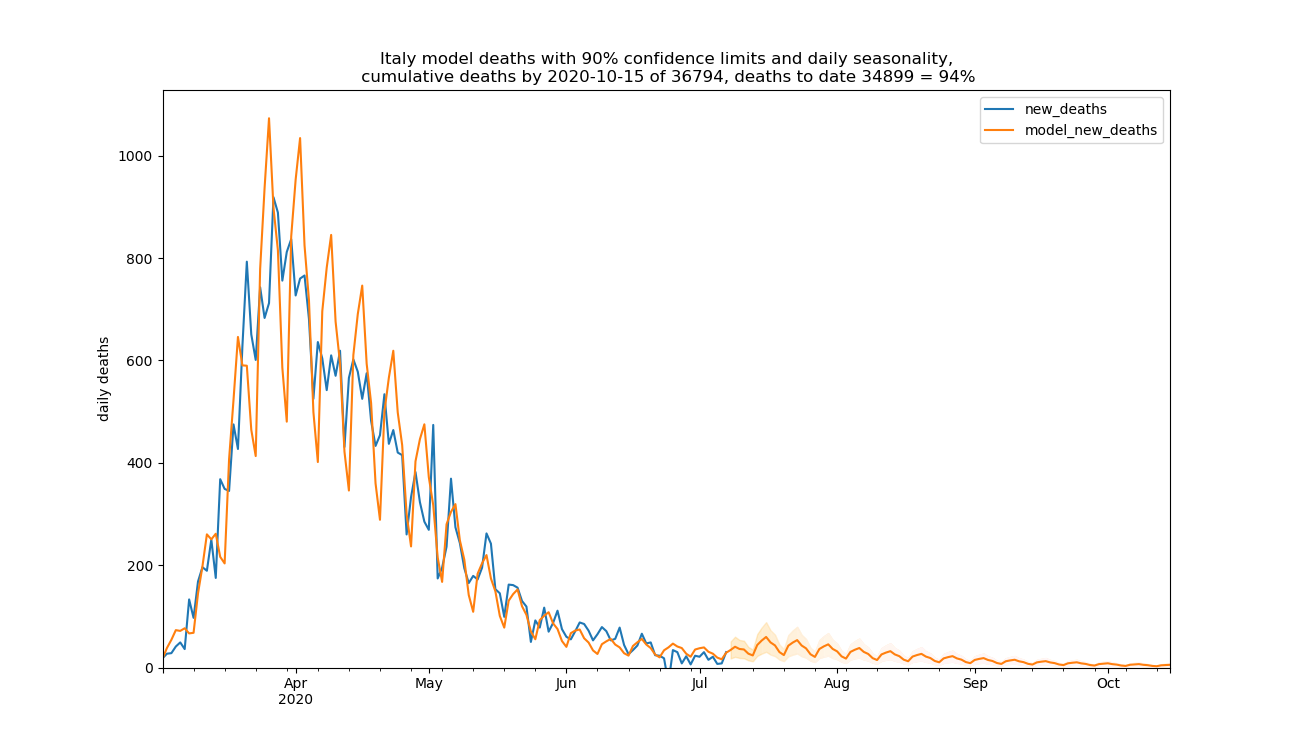 Italy model deaths with 90% confidence limits and daily seasonality,
cumulative deaths by 2020-10-15 of 36794, deaths to date 34899 = 94%
new_deaths
model_new_deaths
daily deaths
1000
800
600
400
200
0
Apr
2020
May
Jun
Jul
Aug
Sep
Oct